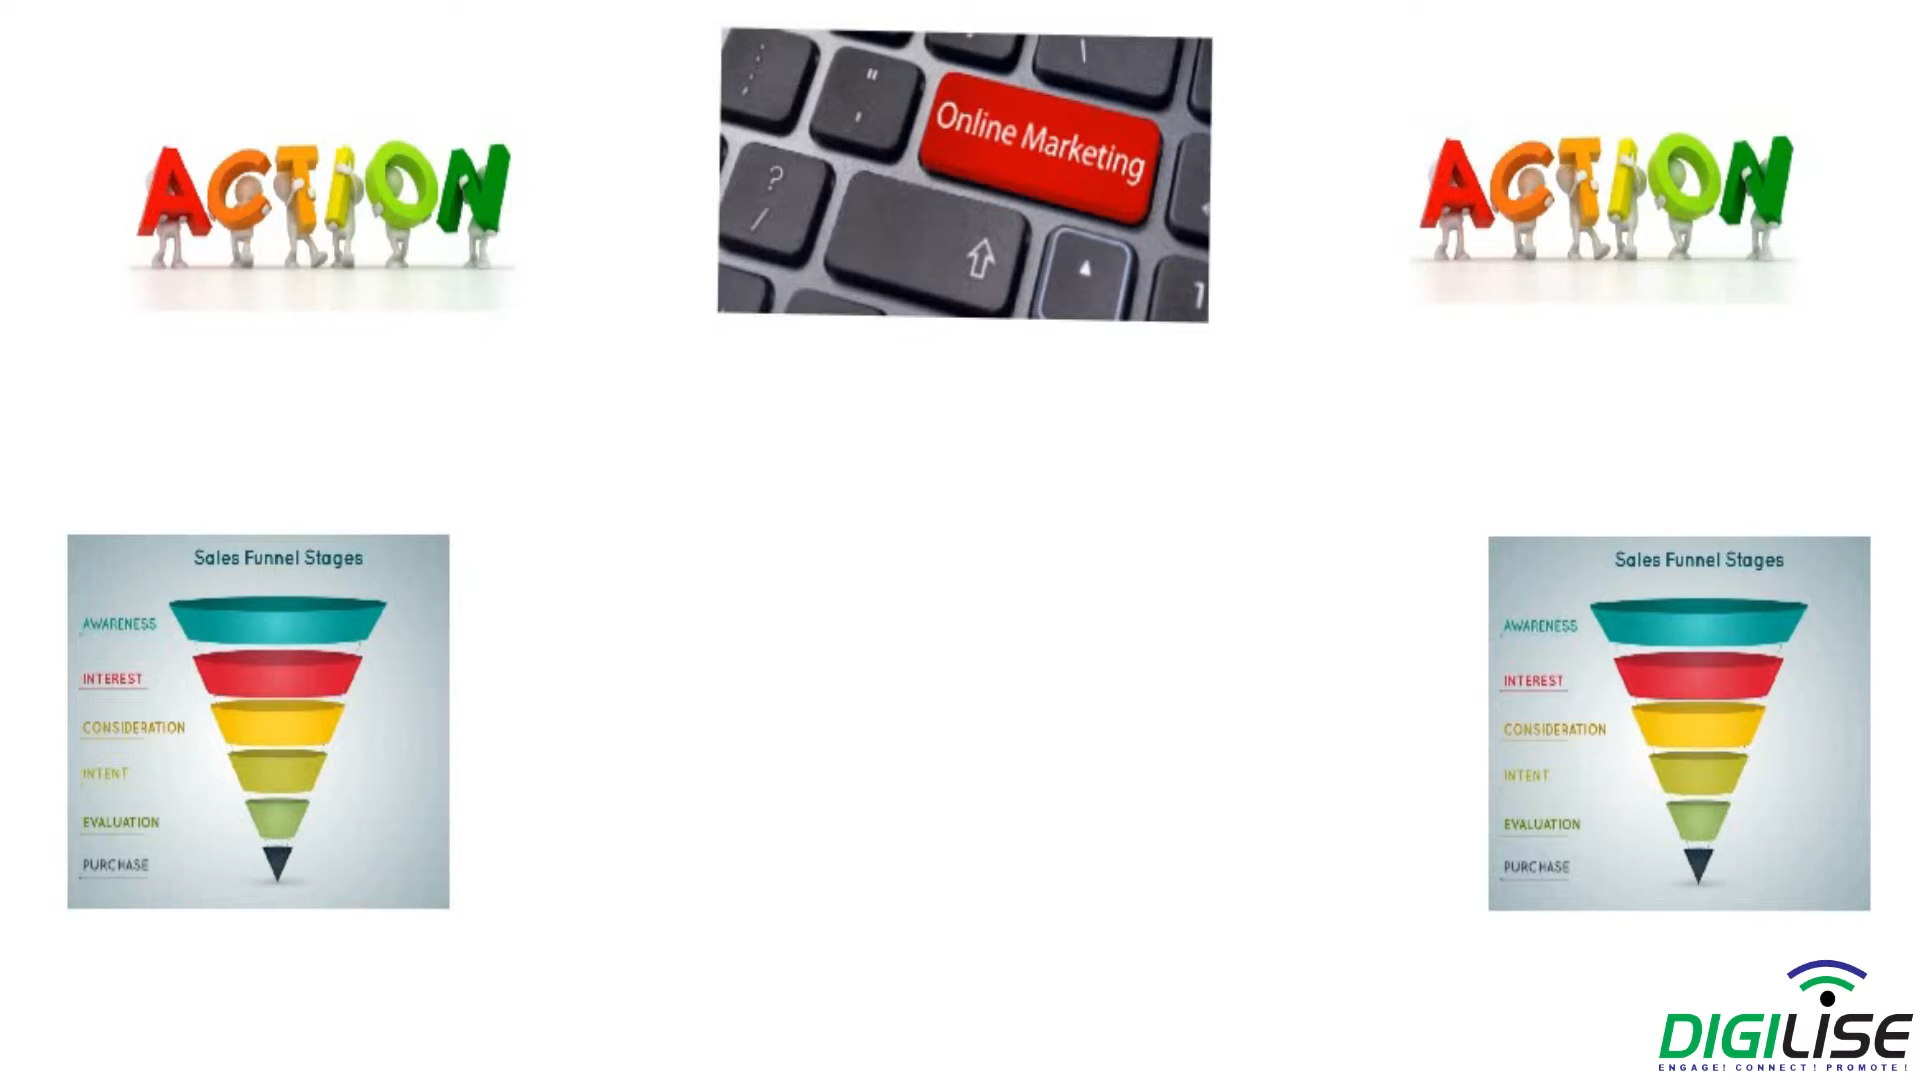 ACTION
Online Marketing
ACTION
Sales Funnel Stages
AWARENESS
INTEREST
CONSIDERATION
INTENT
EVALUATION
PURCHASE
Sales Funnel Stages
AWARENESS
INTEREST
CONSIDERATION
INTENT
EVALUATION
PURCHASE
DIGILISE
ENGAGE! CONNECT! PROMOTE!